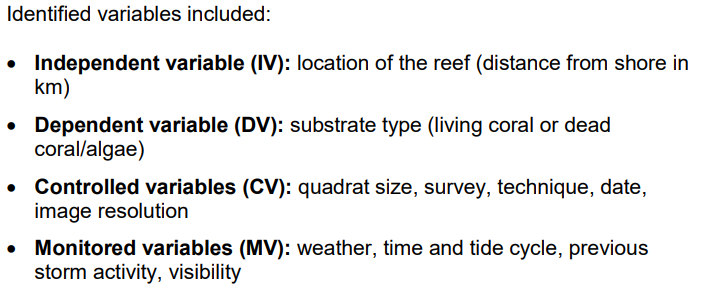 Identified variables included:
• Independent variable (IV): location of the reef (distance from shore in
km)
• Dependent variable (DV): substrate type (living coral or dead
coral/algae)
• Controlled variables (CV): quadrat size, survey, technique, date,
image resolution
• Monitored variables (MV): weather, time and tide cycle, previous
storm activity, visibility